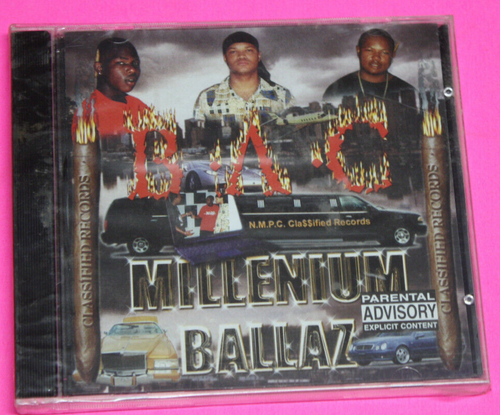 B·A·C
CLASSIFIED RECORDS
CLASSIFIED RECORDS
N.M.P.C. Cla$$ified Records
MILLENIUM
BALLAZ
PARENTAL
ADVISORY
EXPLICIT CONTENT